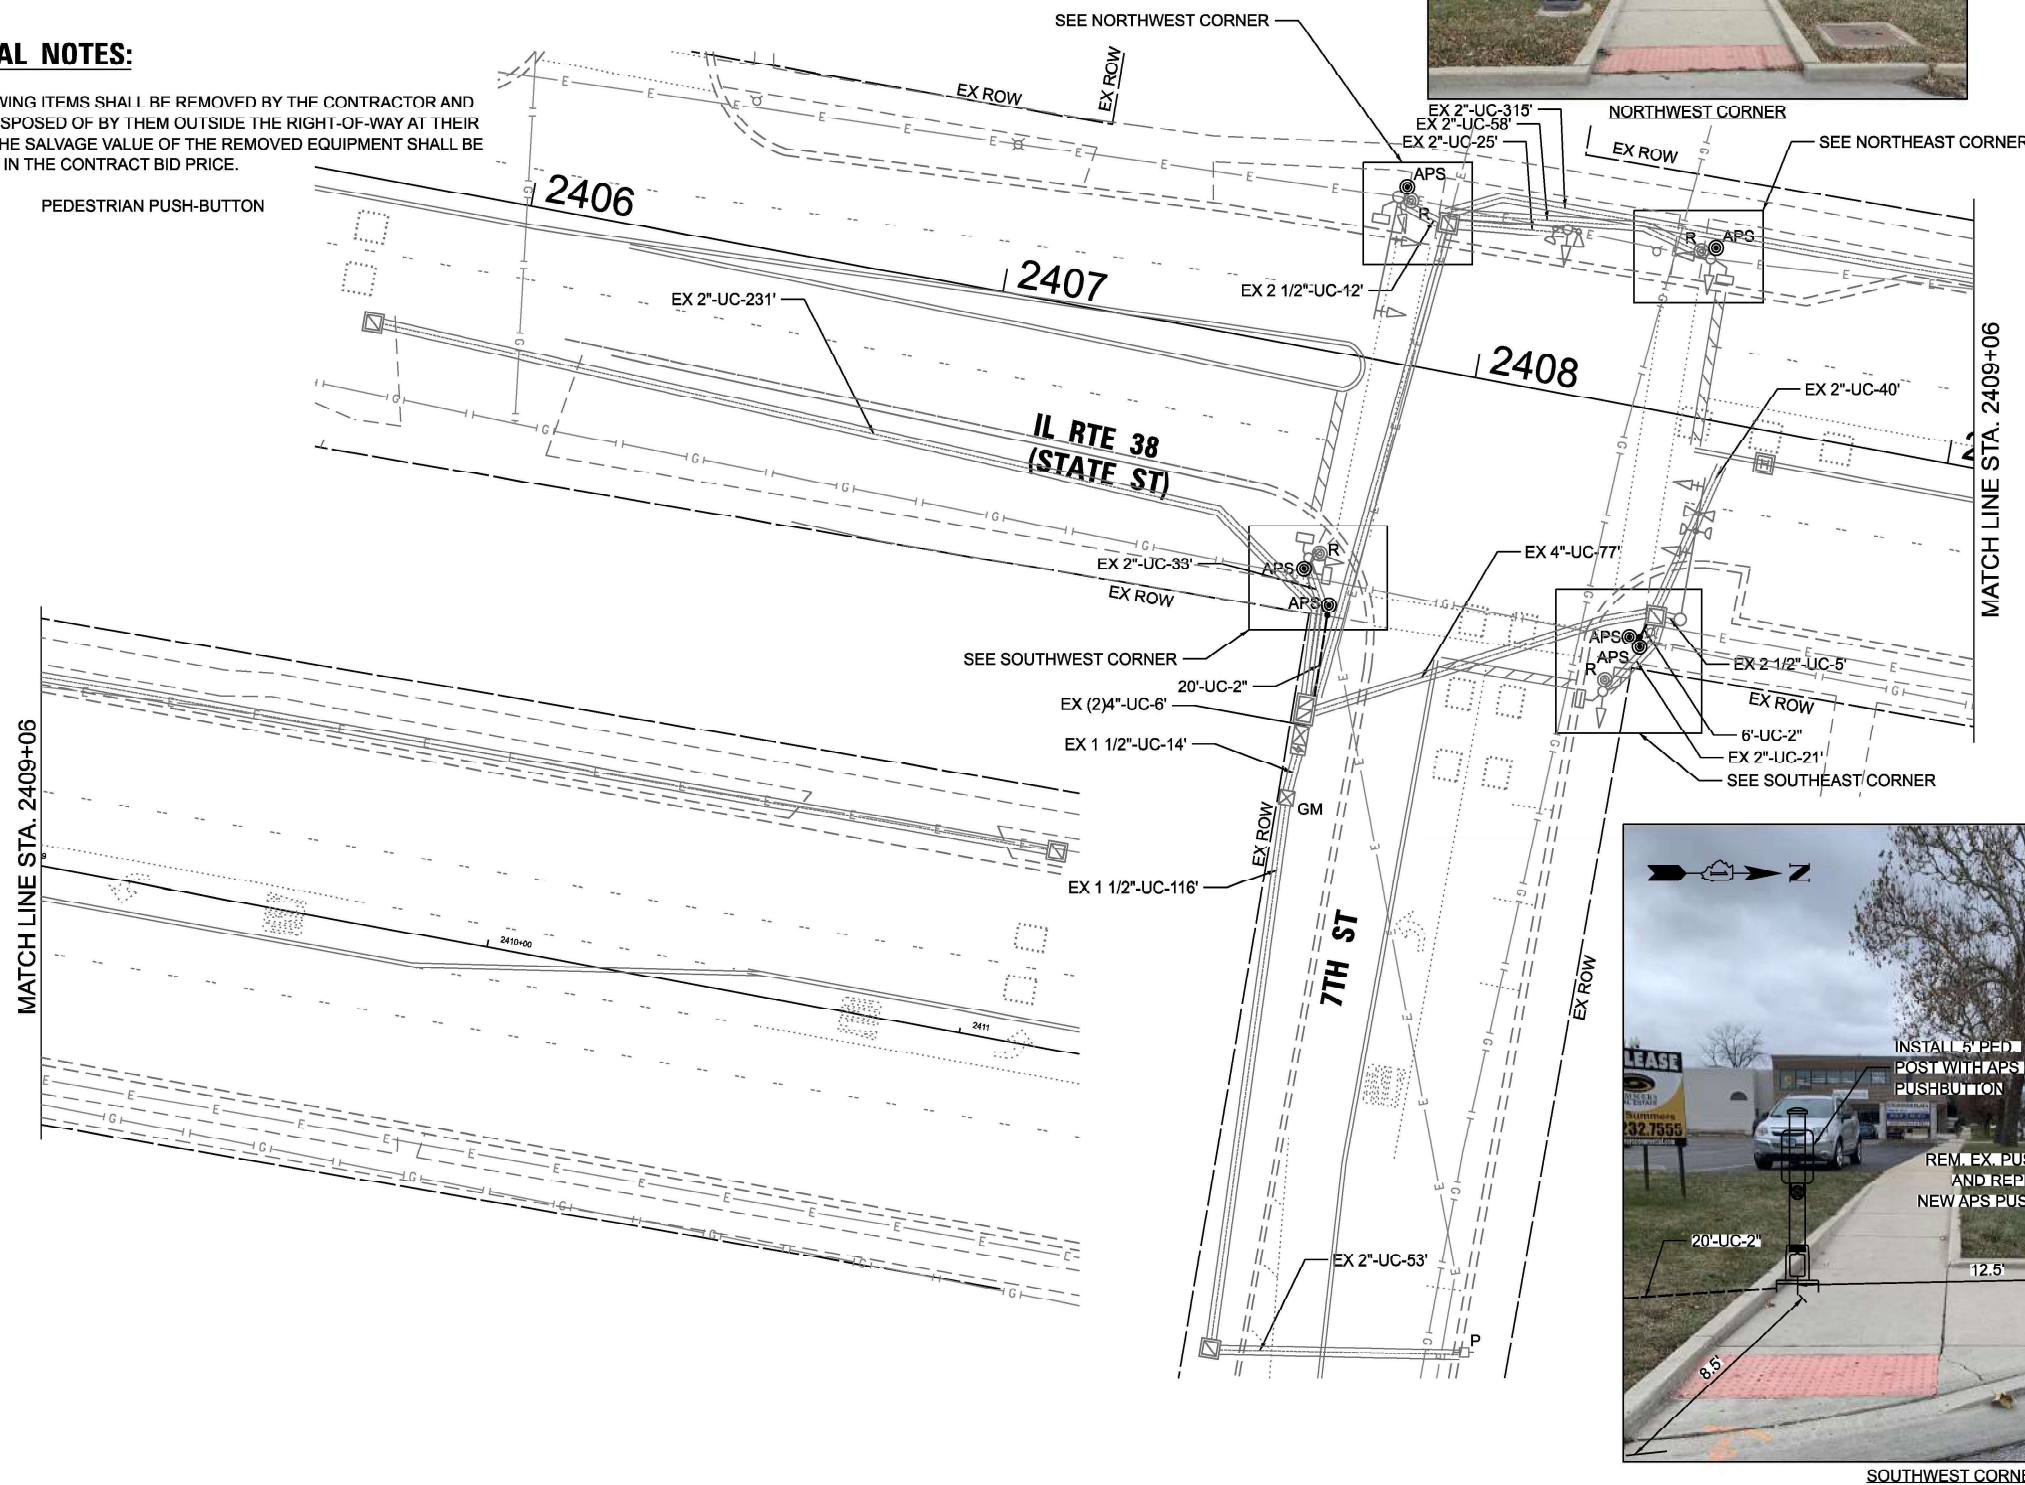 AL NOTES:
WING ITEMS SHALL BE REMOVED BY THE CONTRACTOR AND
SPOSED OF BY THEM OUTSIDE THE RIGHT-OF-WAY AT THEIR
HE SALVAGE VALUE OF THE REMOVED EQUIPMENT SHALL BE
IN THE CONTRACT BID PRICE.
PEDESTRIAN PUSH-BUTTON
SEE NORTHWEST CORNER
EX ROW
EX ROW
EX 2"-UC-315'
EX 2"-UC-58'
EX 2"-UC-25'
NORTHWEST CORNER
EX ROW
SEE NORTHEAST CORNER
APS
R
R
APS
2406
2407
2408
EX 2 1/2"-UC-12'
EX 2"-UC-231'
EX 2"-UC-40'
MATCH LINE STA. 2409+06
IL RTE 38
(STATE ST)
EX 2"-UC-33'
EX ROW
APS
R
APS
EX 4"-UC-77'
SEE SOUTHWEST CORNER
20'-UC-2"
EX (2)4"-UC-6'
EX 1 1/2"-UC-14'
GM
EX ROW
EX 1 1/2"-UC-116'
APS
APS
R
EX 2 1/2"-UC-5'
EX ROW
6'-UC-2"
EX 2"-UC-21'
SEE SOUTHEAST CORNER
MATCH LINE STA. 2409+06
2410+00
2411
7TH ST
EX ROW
EX 2"-UC-53'
P
N
LEASE
Summers
232.7555
INSTALL 5' PED.
POST WITH APS
PUSHBUTTON
REM. EX. PUS
AND REP
NEW APS PUS
20'-UC-2"
12.5'
8.5'
SOUTHWEST CORNE